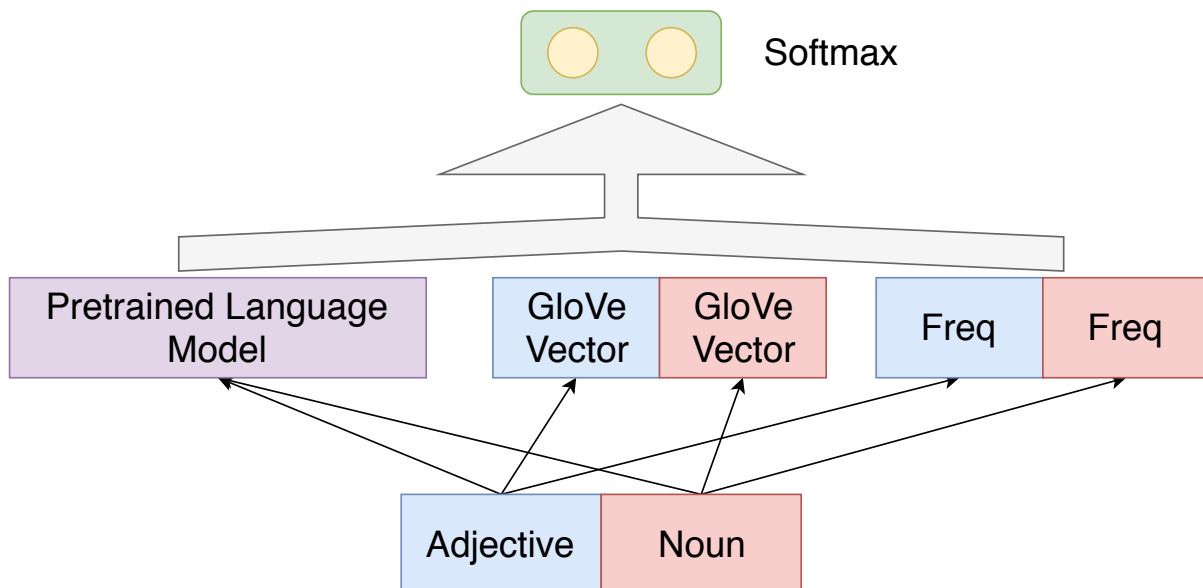 Softmax
Pretrained Language
Model
GloVe
Vector
GloVe
Vector
Freq
Freq
Adjective
Noun